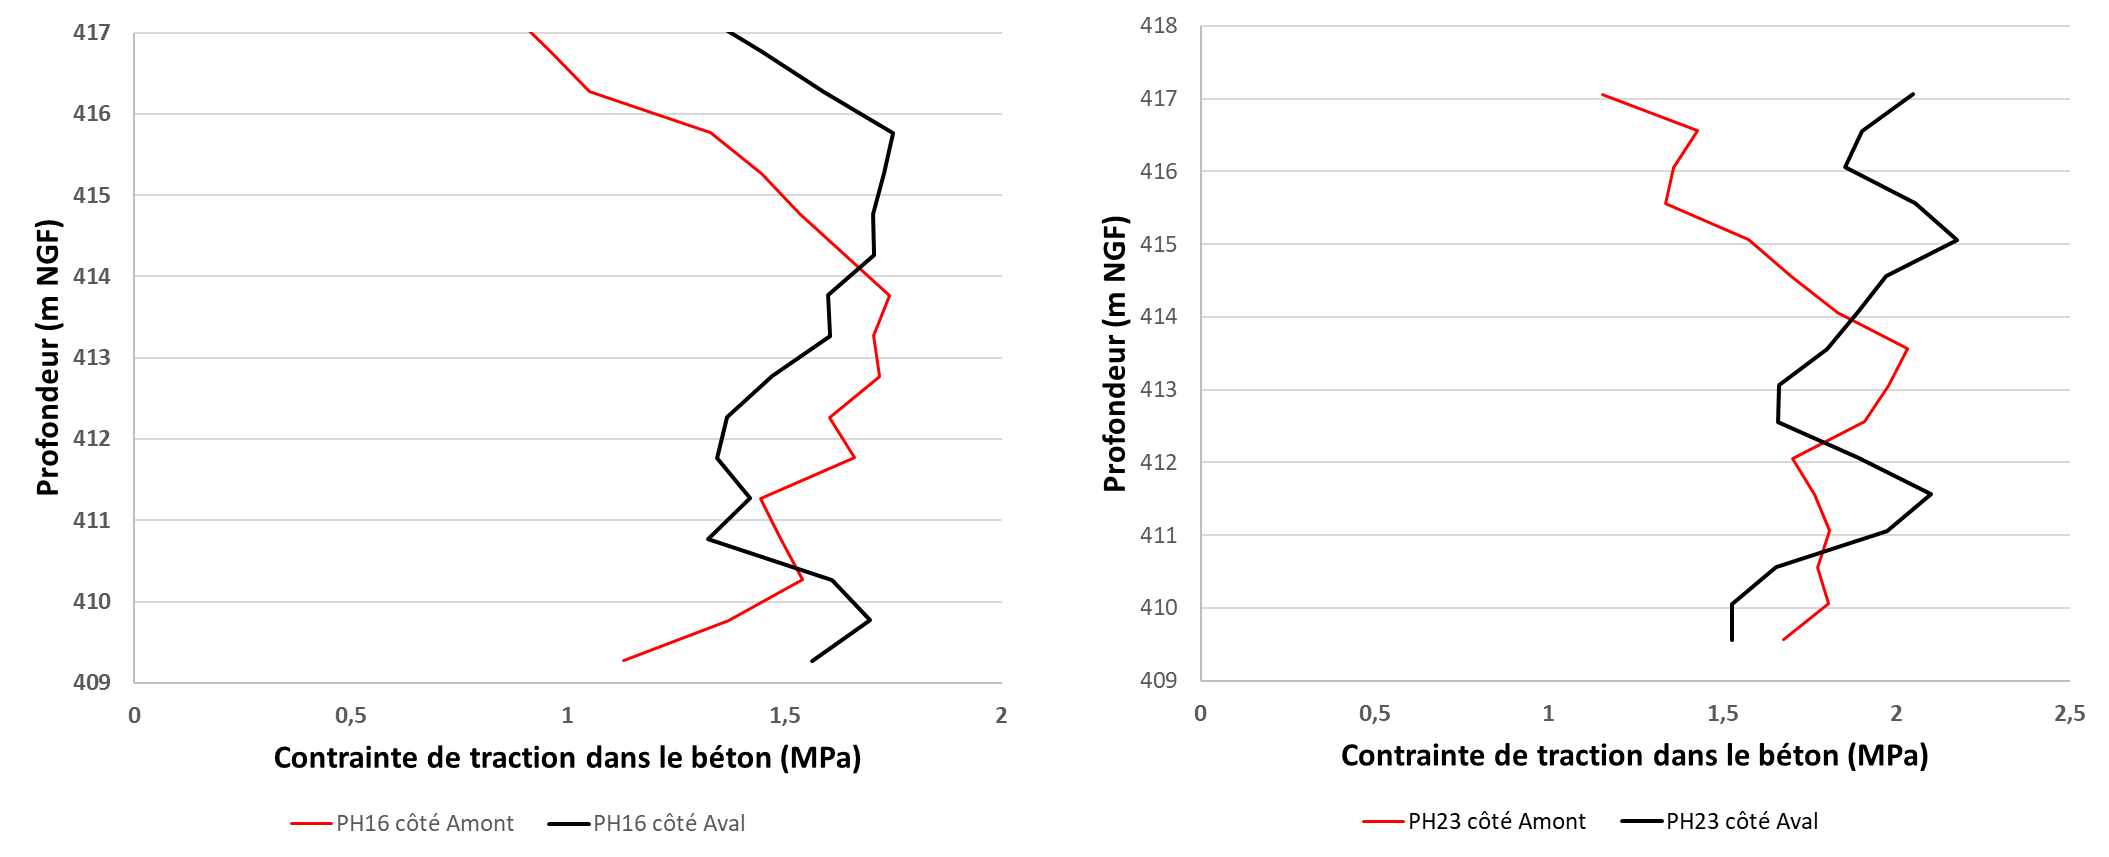 417
416
415
414
413
412
411
410
409
Profondeur (m NGF)
0 0,5 1 1,5 2
Contrainte de traction dans le béton (MPa)
PH16 côté Amont PH16 côté Aval
418
417
416
415
414
413
412
411
410
409
Profondeur (m NGF)
0 0,5 1 1,5 2 2,5
Contrainte de traction dans le béton (MPa)
PH23 côté Amont PH23 côté Aval